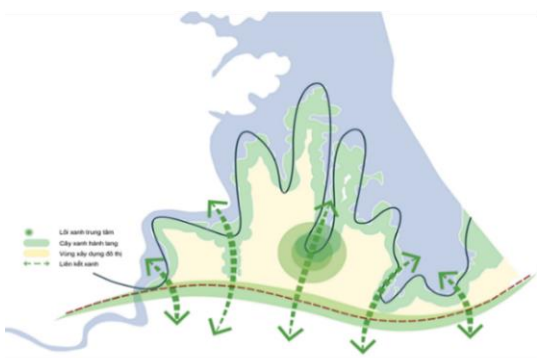 Lõi xanh trung tâm
Cây xanh hành lang
Vùng xây dựng đô thị
Liên kết xanh